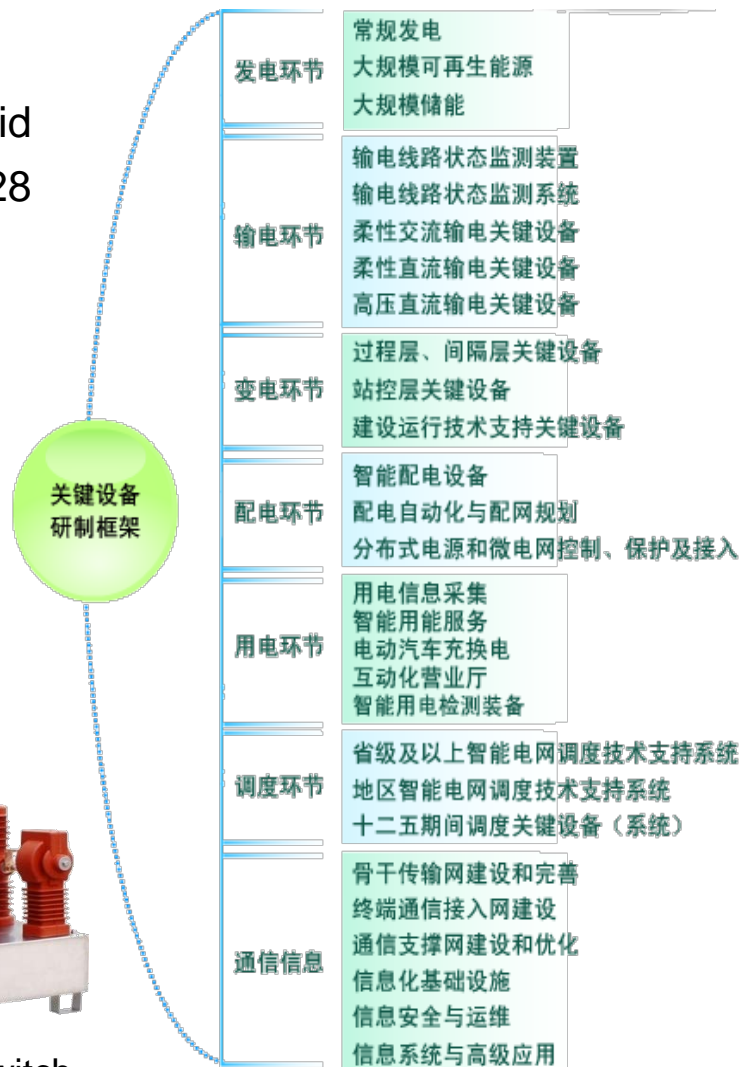 id
28
关键设备
研制框架
发电环节
常规发电
大规模可再生能源
大规模储能
输电环节
输电线路状态监测装置
输电线路状态监测系统
柔性交流输电关键设备
柔性直流输电关键设备
高压直流输电关键设备
变电环节
过程层、间隔层关键设备
站控层关键设备
建设运行技术支持关键设备
配电环节
智能配电设备
配电自动化与配网规划
分布式电源和微电网控制、保护及接入
用电环节
用电信息采集
智能用能服务
电动汽车充换电
互动化营业厅
智能用电检测装备
调度环节
省级及以上智能电网调度技术支持系统
地区智能电网调度技术支持系统
十二五期间调度关键设备（系统）
通信信息
骨干传输网建设和完善
终端通信接入网建设
通信支撑网建设和优化
信息化基础设施
信息安全与运维
信息系统与高级应用